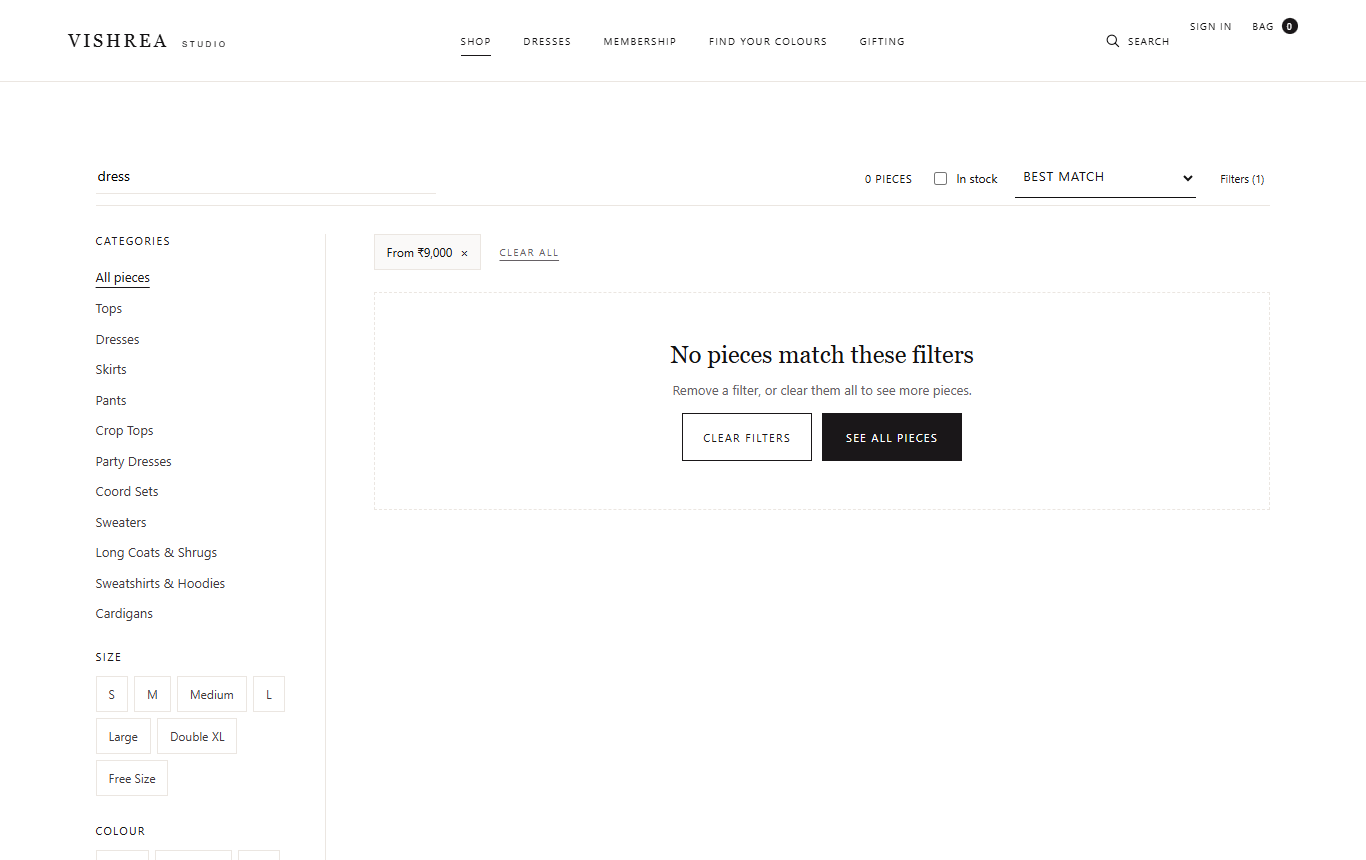 VISHREA STUDIO
SHOP DRESSES MEMBERSHIP FIND YOUR COLOURS GIFTING
SEARCH
SIGN IN BAG 0
dress
0 PIECES In stock BEST MATCH Filters (1)
CATEGORIES
All pieces
Tops
Dresses
Skirts
Pants
Crop Tops
Party Dresses
Coord Sets
Sweaters
Long Coats & Shrugs
Sweatshirts & Hoodies
Cardigans
SIZE
S M Medium L
Large Double XL
Free Size
COLOUR
From ₹9,000 × CLEAR ALL
No pieces match these filters
Remove a filter, or clear them all to see more pieces.
CLEAR FILTERS SEE ALL PIECES